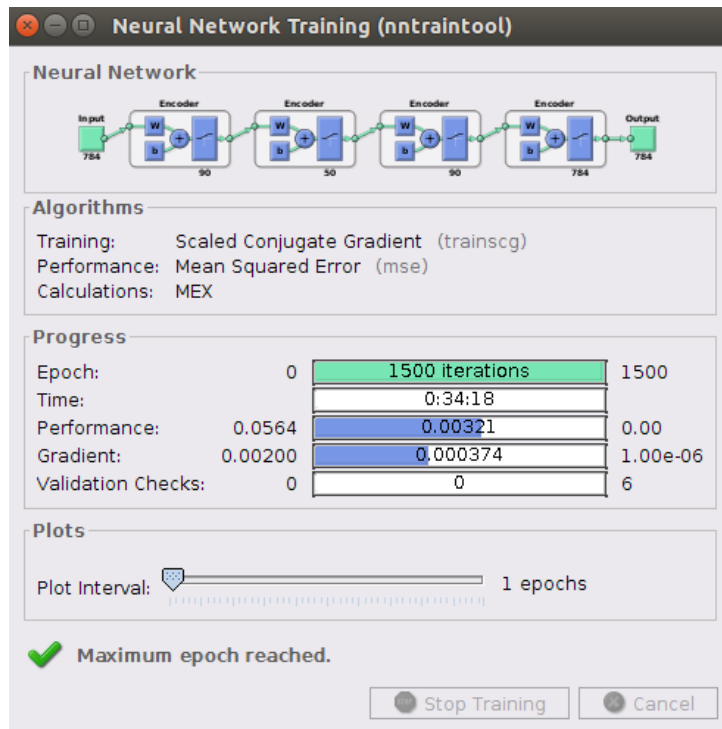 Neural Network Training (nntraintool)
Neural Network
Input Encoder Encoder Encoder Encoder Output
W W W W
b b b b
784 90 50 90 784 784
Algorithms
Training: Scaled Conjugate Gradient (trainscg)
Performance: Mean Squared Error (mse)
Calculations: MEX
Progress
Epoch: 0 1500 iterations 1500
Time: 0:34:18
Performance: 0.0564 0.00321 0.00
Gradient: 0.00200 0.000374 1.00e-06
Validation Checks: 0 0 6
Plots
Plot Interval: 1 epochs
Maximum epoch reached.
Stop Training Cancel